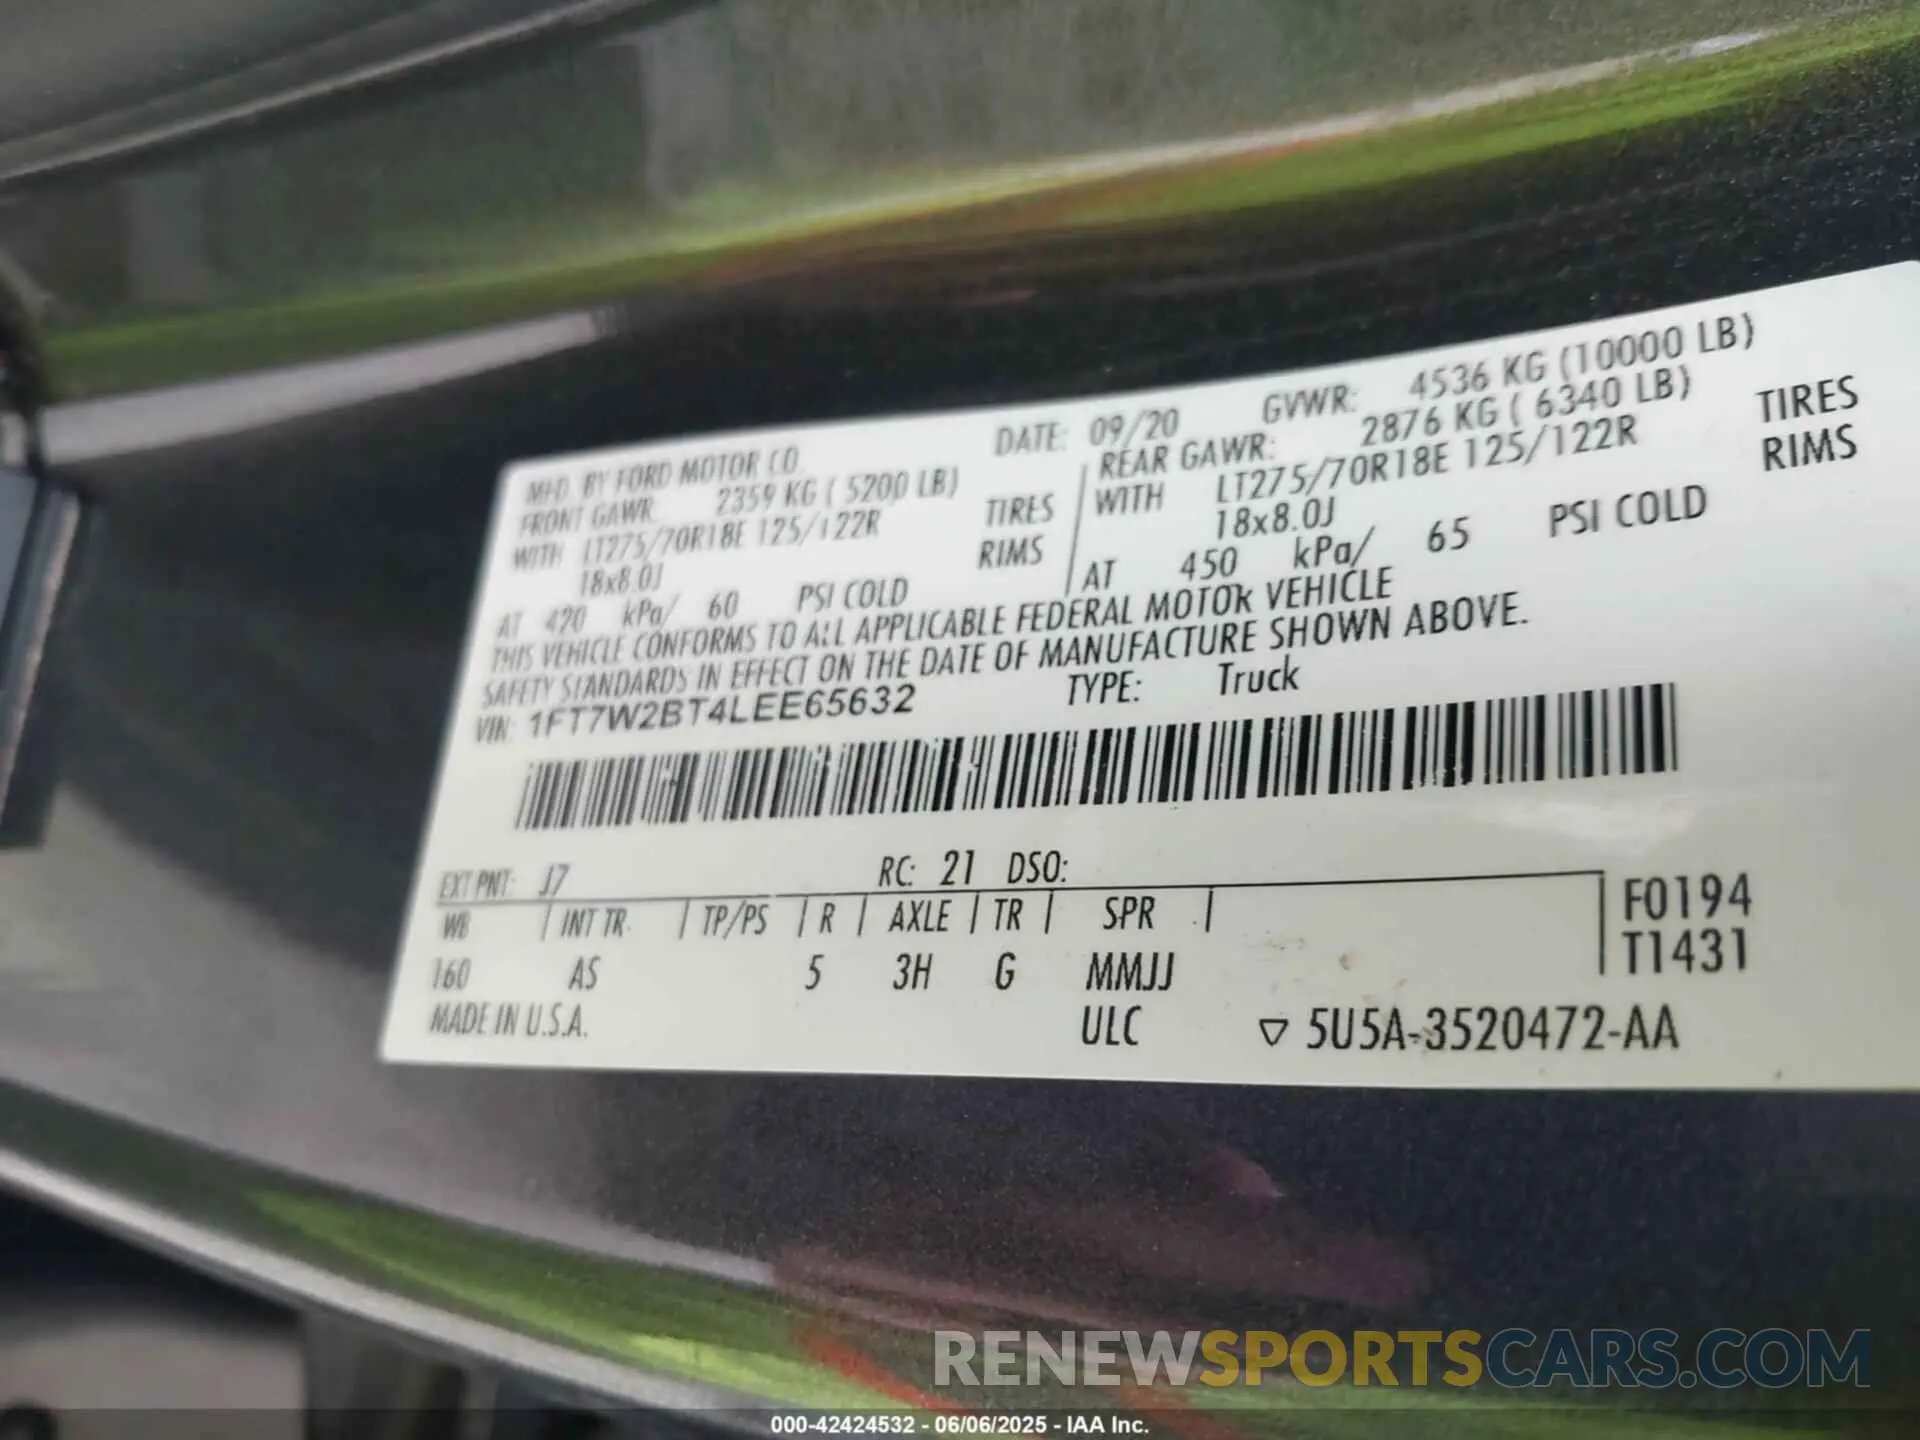 MFD. BY FORD MOTOR CO. DATE: 09/20 GVWR: 4536 KG (10000 LB)
FRONT GAWR: 2359 KG ( 5200 LB) REAR GAWR: 2876 KG ( 6340 LB)
WITH LT275/70R18E 125/122R TIRES WITH LT275/70R18E 125/122R TIRES
18x8.0J RIMS 18x8.0J RIMS
AT 420 kPa/ 60 PSI COLD AT 450 kPa/ 65 PSI COLD
THIS VEHICLE CONFORMS TO ALL APPLICABLE FEDERAL MOTOR VEHICLE
SAFETY STANDARDS IN EFFECT ON THE DATE OF MANUFACTURE SHOWN ABOVE.
VIN: 1FT7W2BT4LEE65632 TYPE: Truck
EXT PNT: J7 RC: 21 DSO:
WB | INT TR | TP/PS | R | AXLE | TR | SPR | F0194
160 AS 5 3H G MMJJ T1431
MADE IN U.S.A. ULC ▽ 5U5A-3520472-AA
RENEWSPORTSCARS.COM
000-42424532 - 06/06/2025 - IAA Inc.